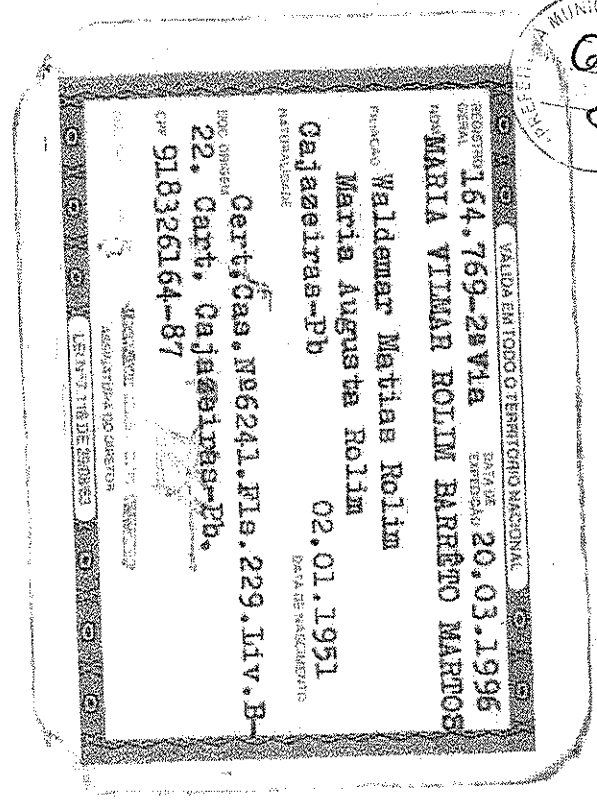 PREFEITURA MUNIC
VÁLIDA EM TODO O TERRITÓRIO NACIONAL
REGISTRO GERAL 164.769-2ªVia DATA DE EXPEDIÇÃO 20.03.1996
NOME MARIA VILMAR ROLIM BARRETO MARTOS
FILIAÇÃO Waldemar Matias Rolim
Maria Augusta Rolim
NATURALIDADE DATA DE NASCIMENTO
Cajazeiras-Pb 02.01.1951
DOC ORIGEM Cert.Cas.Nº6241.Fls.229.Liv.B-
22. Cart. Cajazeiras-Pb.
CPF 918326164-87
ASSINATURA DO DIRETOR
LEI Nº 7.116 DE 29/08/83